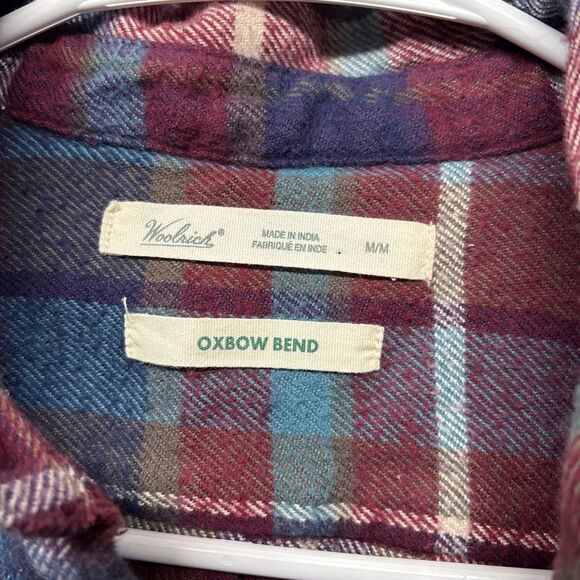 Woolrich®
MADE IN INDIA
FABRIQUÉ EN INDE
M/M
OXBOW BEND